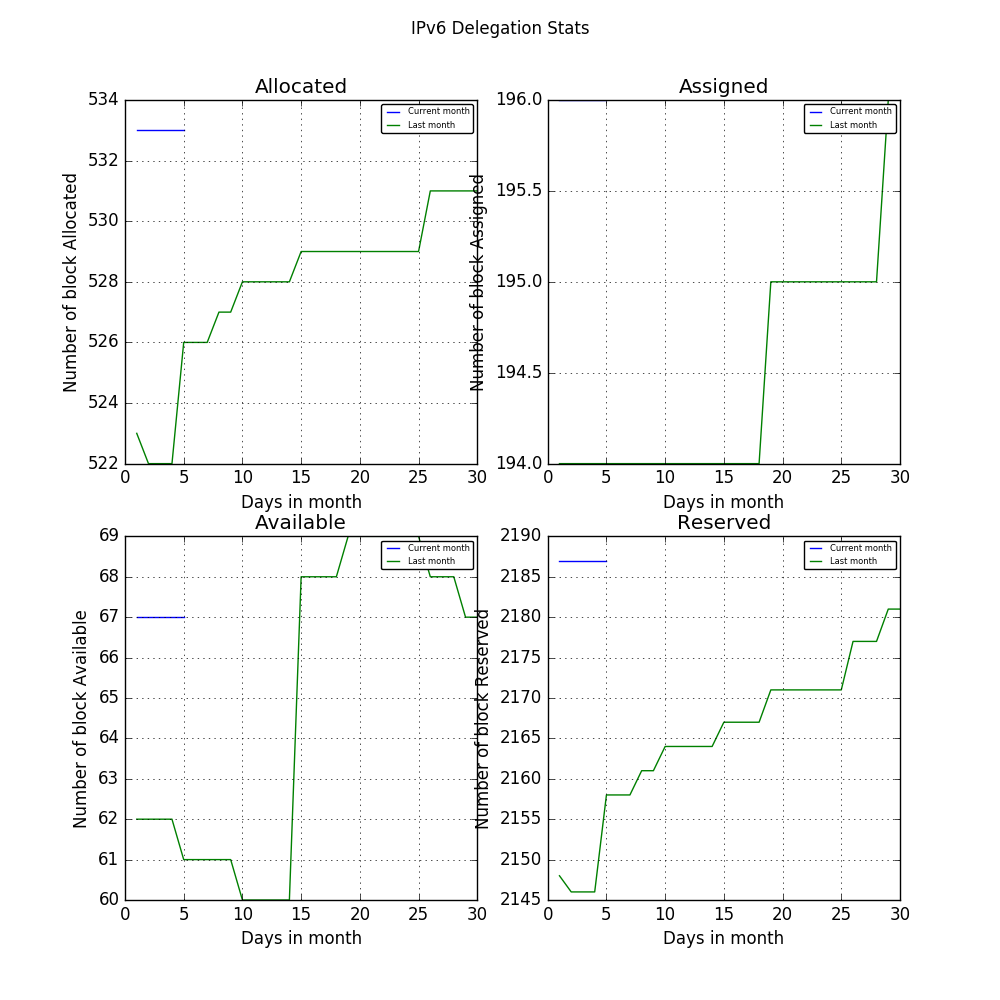 IPv6 Delegation Stats
Allocated
Number of block Allocated
534
532
530
528
526
524
522
0 5 10 15 20 25 30
Days in month
Current month
Last month
Assigned
Number of block Assigned
196.0
195.5
195.0
194.5
194.0
0 5 10 15 20 25 30
Days in month
Current month
Last month
Available
Number of block Available
69
68
67
66
65
64
63
62
61
60
0 5 10 15 20 25 30
Days in month
Current month
Last month
Reserved
Number of block Reserved
2190
2185
2180
2175
2170
2165
2160
2155
2150
2145
0 5 10 15 20 25 30
Days in month
Current month
Last month